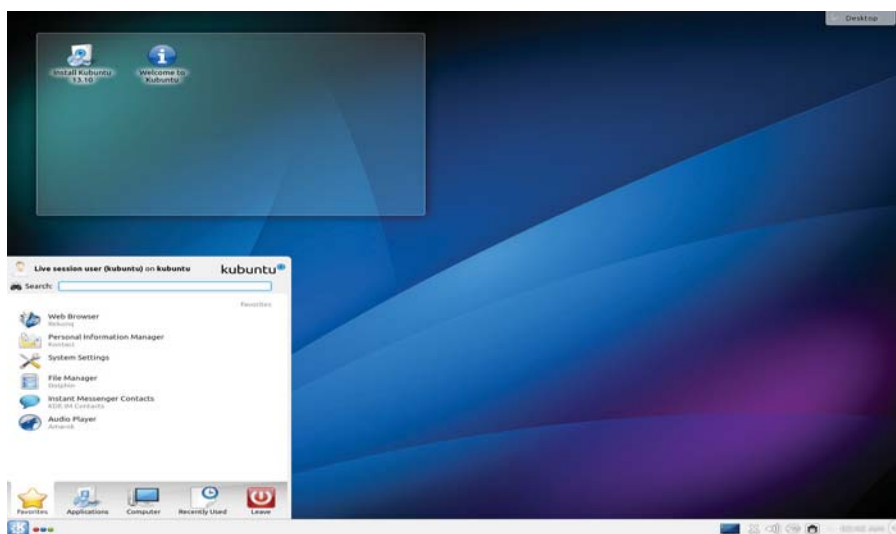 Desktop
Install Kubuntu
13.10
Welcome to
Kubuntu
Live session user (kubuntu) on kubuntu
kubuntu
Search:
Favorites
Web Browser
Rekonq
Personal Information Manager
Kontact
System Settings
File Manager
Dolphin
Instant Messenger Contacts
KDE IM Contacts
Audio Player
Amarok
Favorites
Applications
Computer
Recently Used
Leave